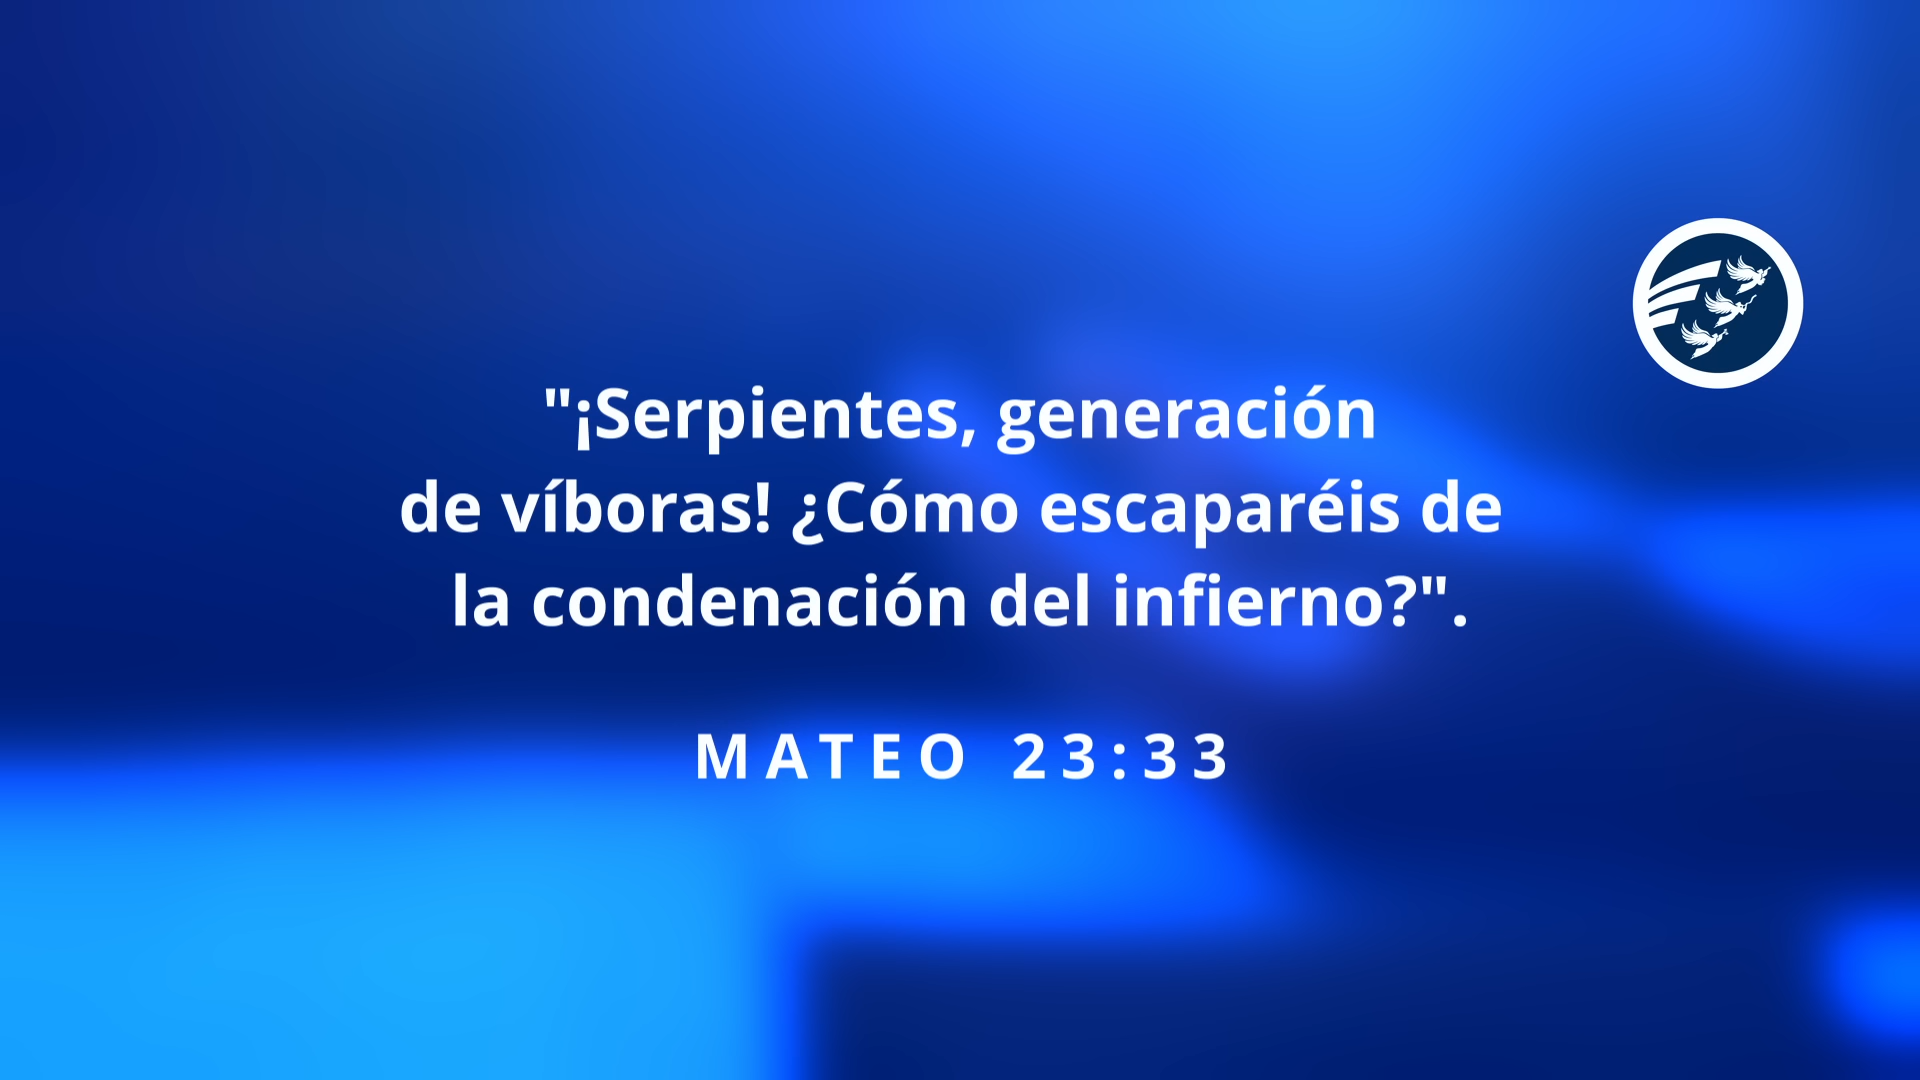 "¡Serpientes, generación
de víboras! ¿Cómo escaparéis de
la condenación del infierno?".
MATEO 23:33